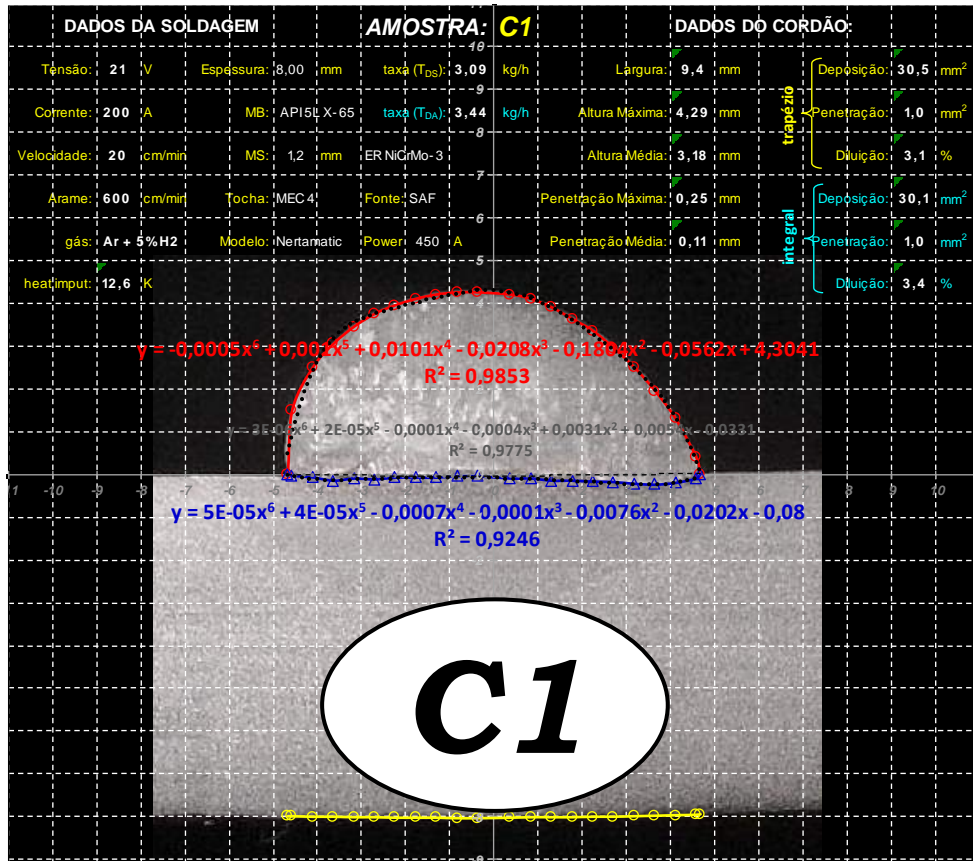 DADOS DA SOLDAGEM AMOSTRA: C1 DADOS DO CORDÃO:
Tensão: 21 V Espessura: 8,00 mm taxa (TDS): 3,09 kg/h Largura: 9,4 mm Deposição: 30,5 mm²
Corrente: 200 A MB: API5L X-65 taxa (TDA): 3,44 kg/h Altura Máxima: 4,29 mm trapézio Penetração: 1,0 mm²
Velocidade: 20 cm/min MS: 1,2 mm ER NiCrMo-3 Altura Média: 3,18 mm Diluição: 3,1 %
Arame: 600 cm/min Tocha: MEC 4 Fonte: SAF Penetração Máxima: 0,25 mm Deposição: 30,1 mm²
gás: Ar + 5%H2 Modelo: Nertamatic Power 450 A Penetração Média: 0,11 mm integral Penetração: 1,0 mm²
heat imput: 12,6 K Diluição: 3,4 %
10
9
8
7
6
5
y = -0,0005x⁶ + 0,001x⁵ + 0,0101x⁴ - 0,0208x³ - 0,1804x² - 0,0562x + 4,3041
R² = 0,9853
R² = 0,9775
11 -10 -9 -8 -7 -6 -5 8 9 10
y = 5E-05x⁶ + 4E-05x⁵ - 0,0007x⁴ - 0,0001x³ - 0,0076x² - 0,0202x - 0,08
R² = 0,9246
C1